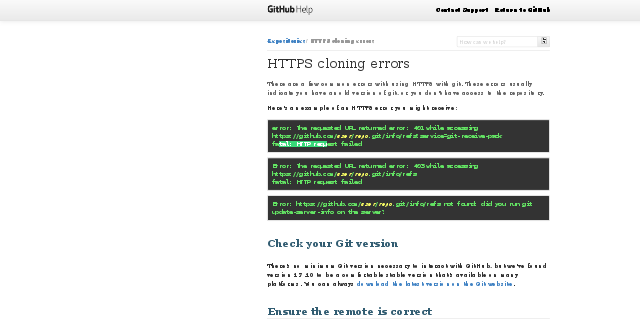 GitHub Help
Contact Support Return to GitHub
Repositories / HTTPS cloning errors
How can we help?
HTTPS cloning errors
There are a few common errors with using HTTPS with git. These errors usually
indicate you have an old version of git, or you don't have access to the repository.
Here's an example of an HTTPS error you might receive:
error: The requested URL returned error: 401 while accessing
https://github.com/user/repo.git/info/refs?service=git-receive-pack
fatal: HTTP request failed
Error: The requested URL returned error: 403 while accessing
https://github.com/user/repo.git/info/refs
fatal: HTTP request failed
Error: https://github.com/user/repo.git/info/refs not found: did you run git
update-server-info on the server?
Check your Git version
There's no minimum Git version necessary to interact with GitHub, but we've found
version 1.7.10 to be a comfortable stable version that's available on many
platforms. You can always download the latest version on the Git website.
Ensure the remote is correct